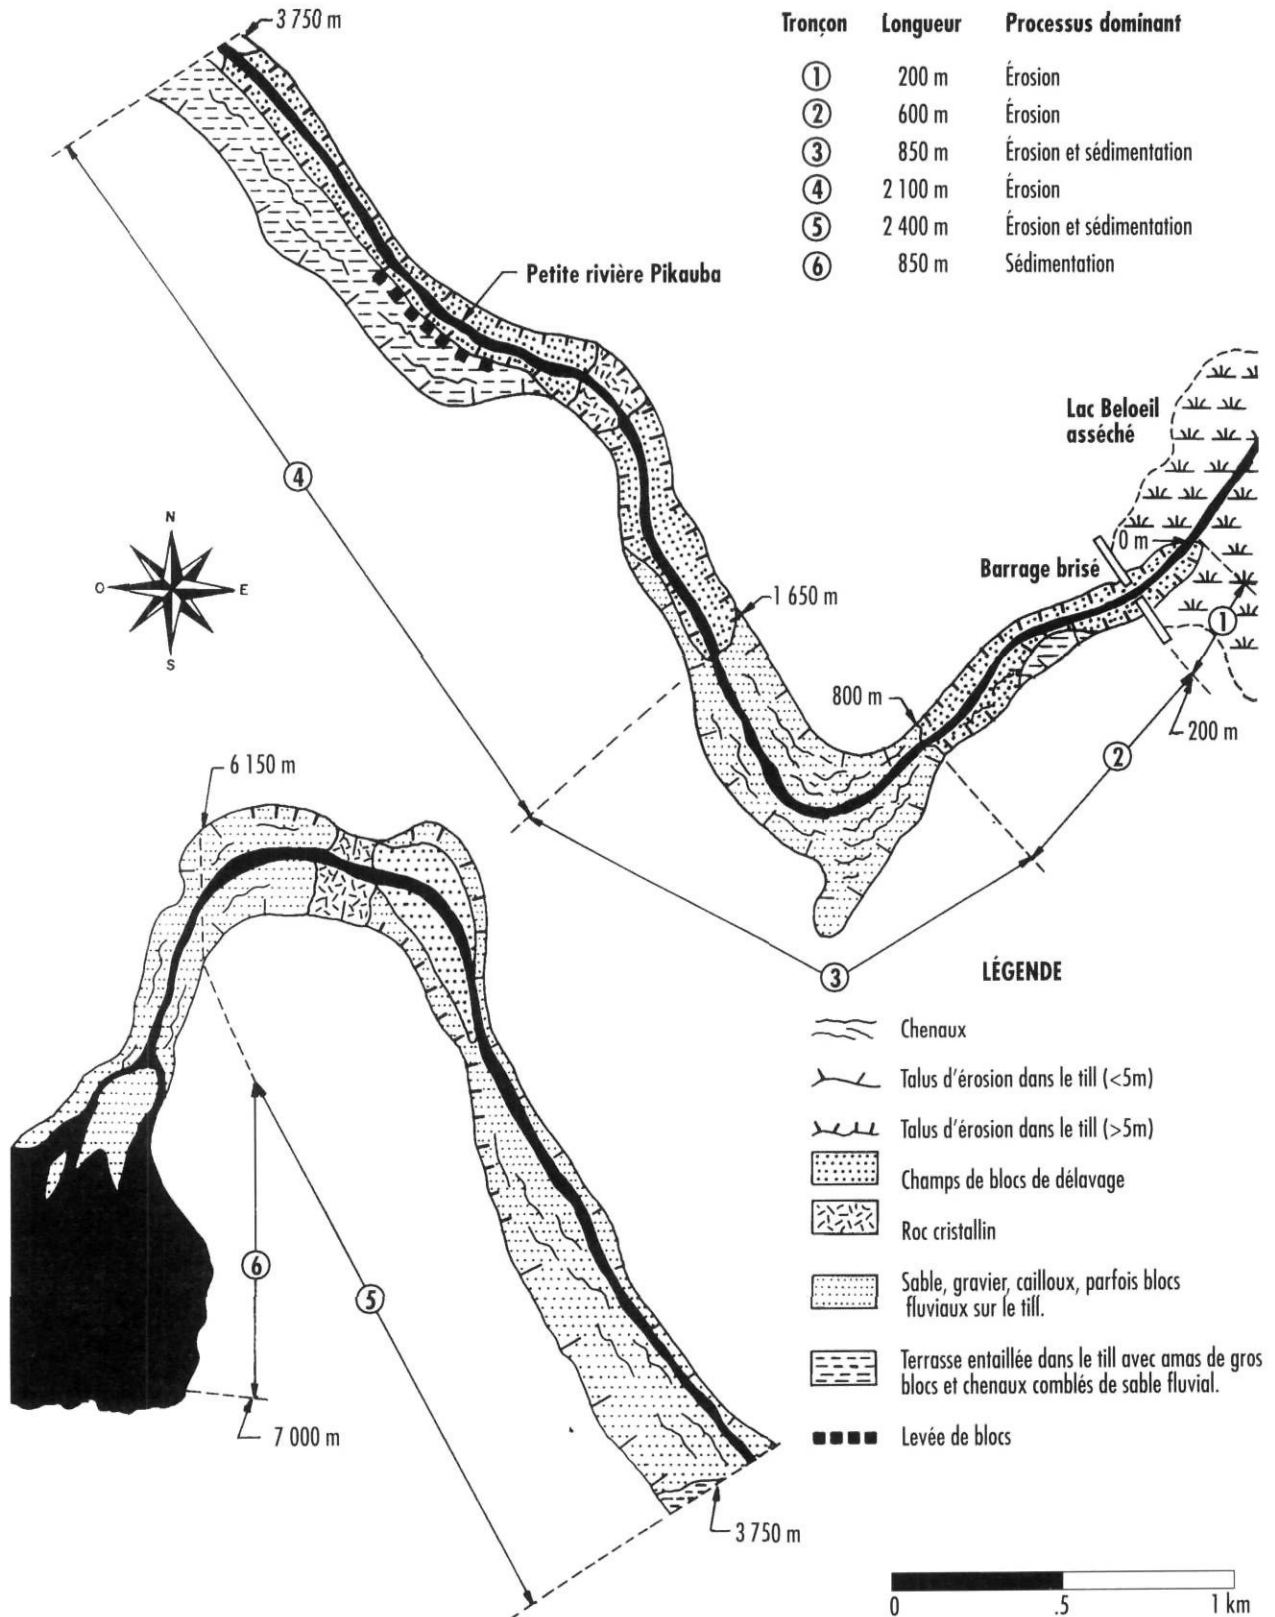 3 750 m
Tronçon Longueur Processus dominant
1 200 m Érosion
2 600 m Érosion
3 850 m Érosion et sédimentation
4 2 100 m Érosion
5 2 400 m Érosion et sédimentation
6 850 m Sédimentation
Petite rivière Pikauba
Lac Beloeil
asséché
4
N
O
E
S
0 m
Barrage brisé
1 650 m
1
800 m
200 m
2
6 150 m
3
LÉGENDE
Chenaux
Talus d'érosion dans le till (<5m)
Talus d'érosion dans le till (>5m)
Champs de blocs de délavage
Roc cristallin
Sable, gravier, cailloux, parfois blocs
fluviaux sur le till.
Terrasse entaillée dans le till avec amas de gros
blocs et chenaux comblés de sable fluvial.
Levée de blocs
6
5
7 000 m
3 750 m
0 .5 1 km